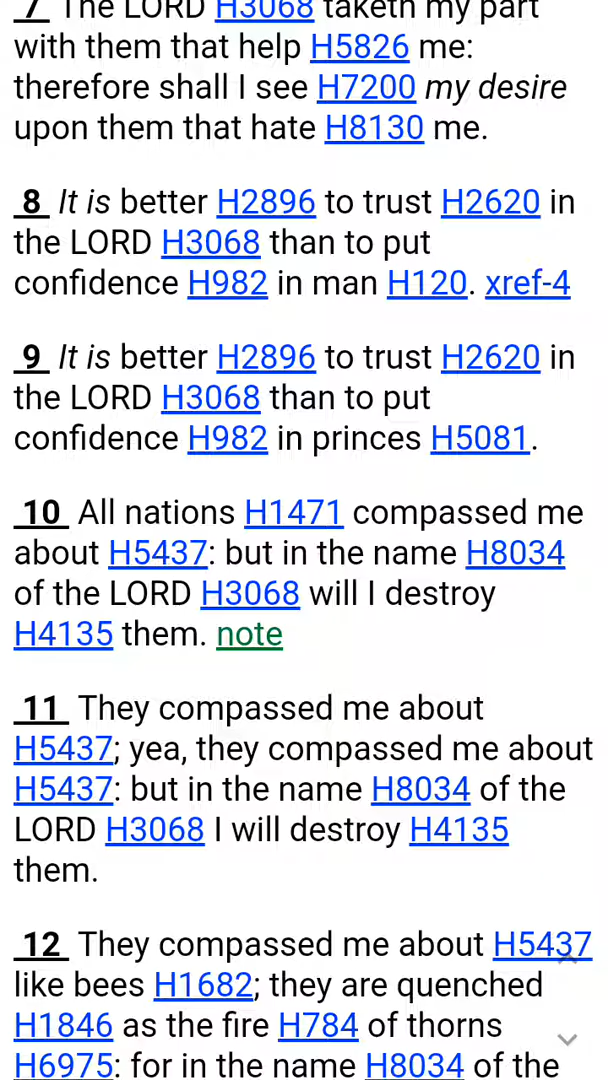 7 The LORD H3068 taketh my part
with them that help H5826 me:
therefore shall I see H7200 my desire
upon them that hate H8130 me.
8 It is better H2896 to trust H2620 in
the LORD H3068 than to put
confidence H982 in man H120. xref-4
9 It is better H2896 to trust H2620 in
the LORD H3068 than to put
confidence H982 in princes H5081.
10 All nations H1471 compassed me
about H5437: but in the name H8034
of the LORD H3068 will I destroy
H4135 them. note
11 They compassed me about
H5437; yea, they compassed me about
H5437: but in the name H8034 of the
LORD H3068 I will destroy H4135
them.
12 They compassed me about H5437
like bees H1682; they are quenched
H1846 as the fire H784 of thorns
H6975: for in the name H8034 of the